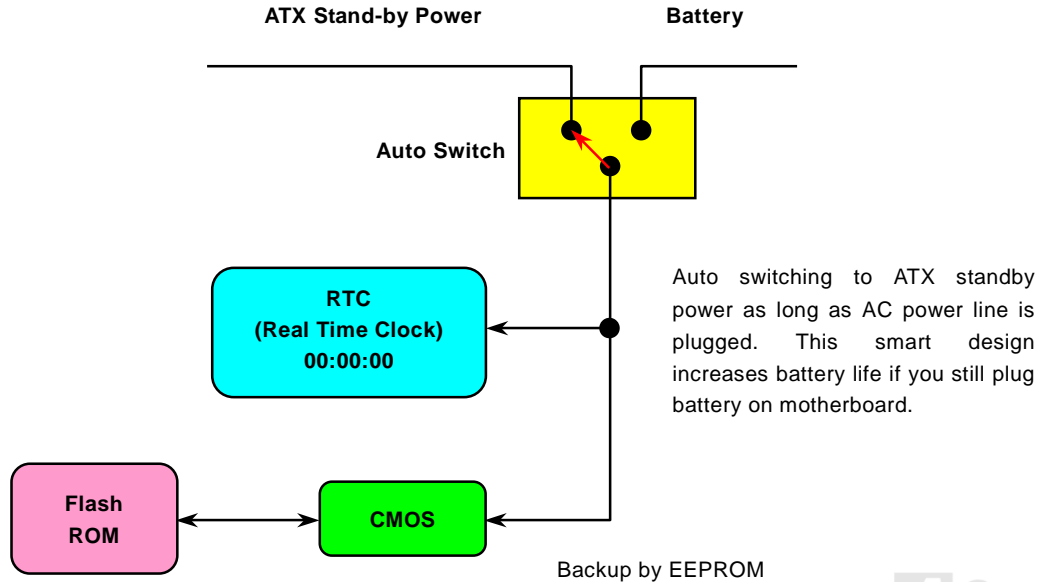 ATX Stand-by Power
Battery
Auto Switch
RTC
(Real Time Clock)
00:00:00
Auto switching to ATX standby
power as long as AC power line is
plugged. This smart design
increases battery life if you still plug
battery on motherboard.
Flash
ROM
CMOS
Backup by EEPROM